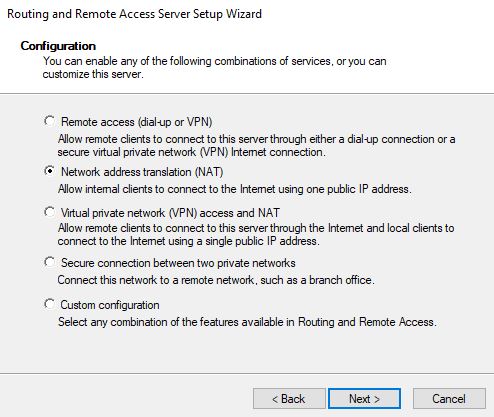 Routing and Remote Access Server Setup Wizard
Configuration
You can enable any of the following combinations of services, or you can
customize this server.
Remote access (dial-up or VPN)
Allow remote clients to connect to this server through either a dial-up connection or a
secure virtual private network (VPN) Internet connection.
Network address translation (NAT)
Allow internal clients to connect to the Internet using one public IP address.
Virtual private network (VPN) access and NAT
Allow remote clients to connect to this server through the Internet and local clients to
connect to the Internet using a single public IP address.
Secure connection between two private networks
Connect this network to a remote network, such as a branch office.
Custom configuration
Select any combination of the features available in Routing and Remote Access.
< Back Next > Cancel